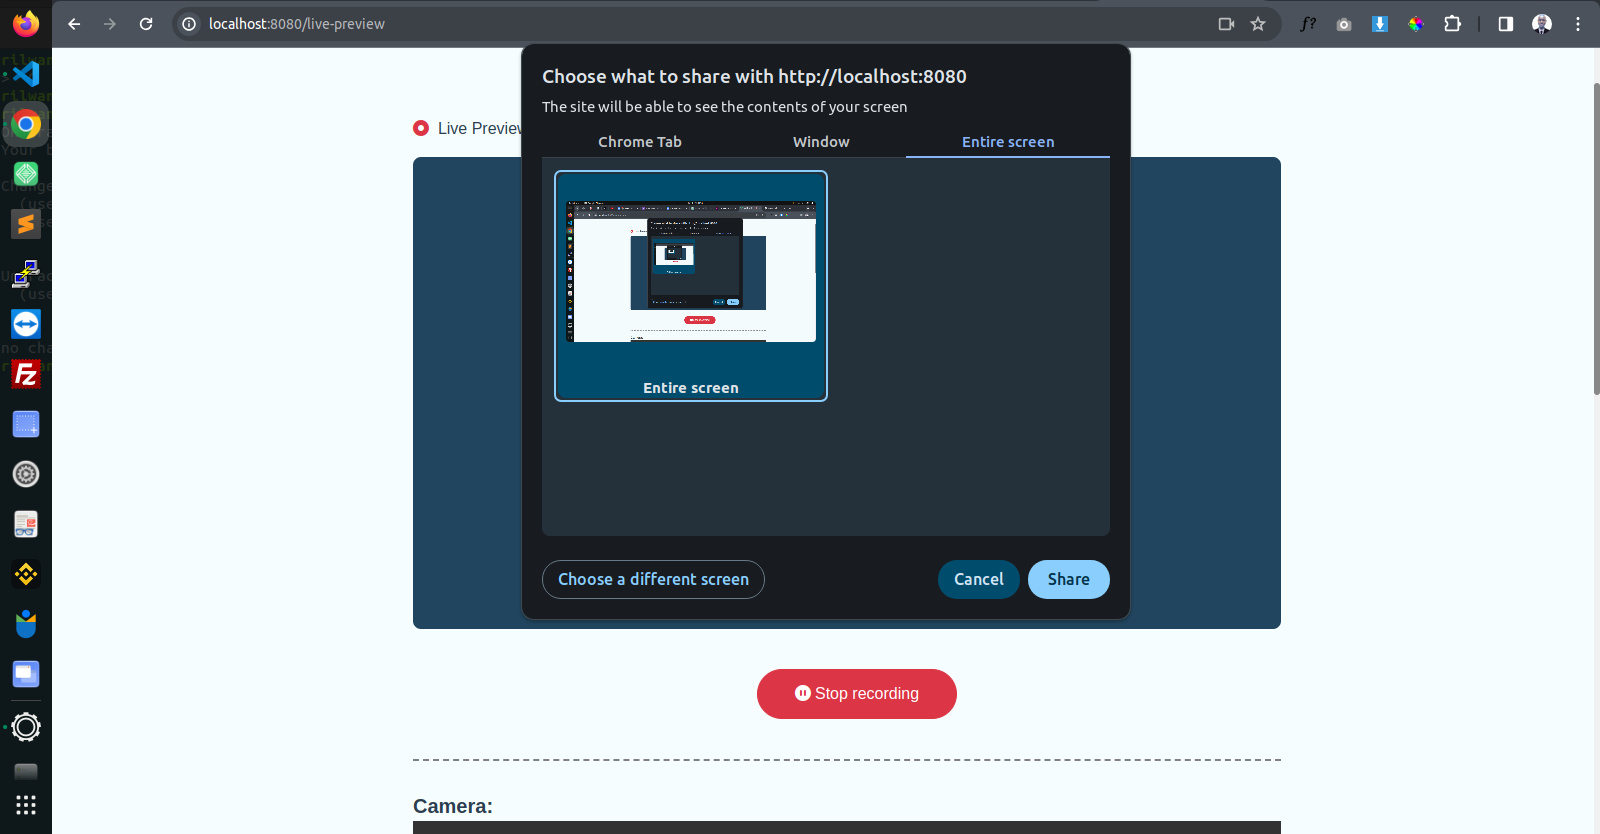 localhost:8080/live-preview
f?
Choose what to share with http://localhost:8080
The site will be able to see the contents of your screen
Chrome Tab
Window
Entire screen
Live Preview
Entire screen
Choose a different screen
Cancel
Share
Stop recording
Camera:
Fz